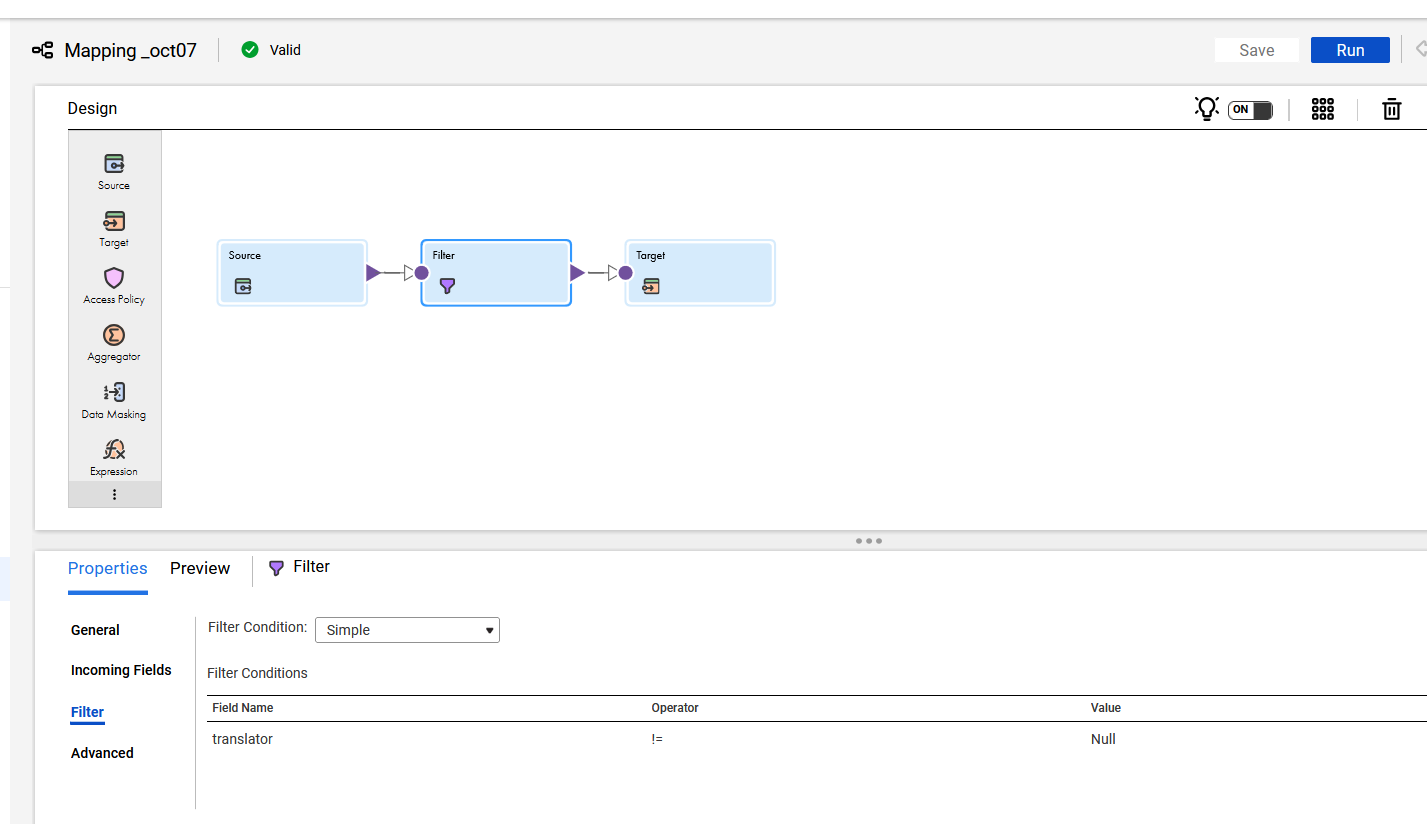 Mapping _oct07
Valid
Save
Run
Design
ON
Source
Target
Access Policy
Aggregator
Data Masking
Expression
Source
Filter
Target
Properties
Preview
Filter
General
Incoming Fields
Filter
Advanced
Filter Condition: Simple
Filter Conditions
Field Name Operator Value
translator != Null